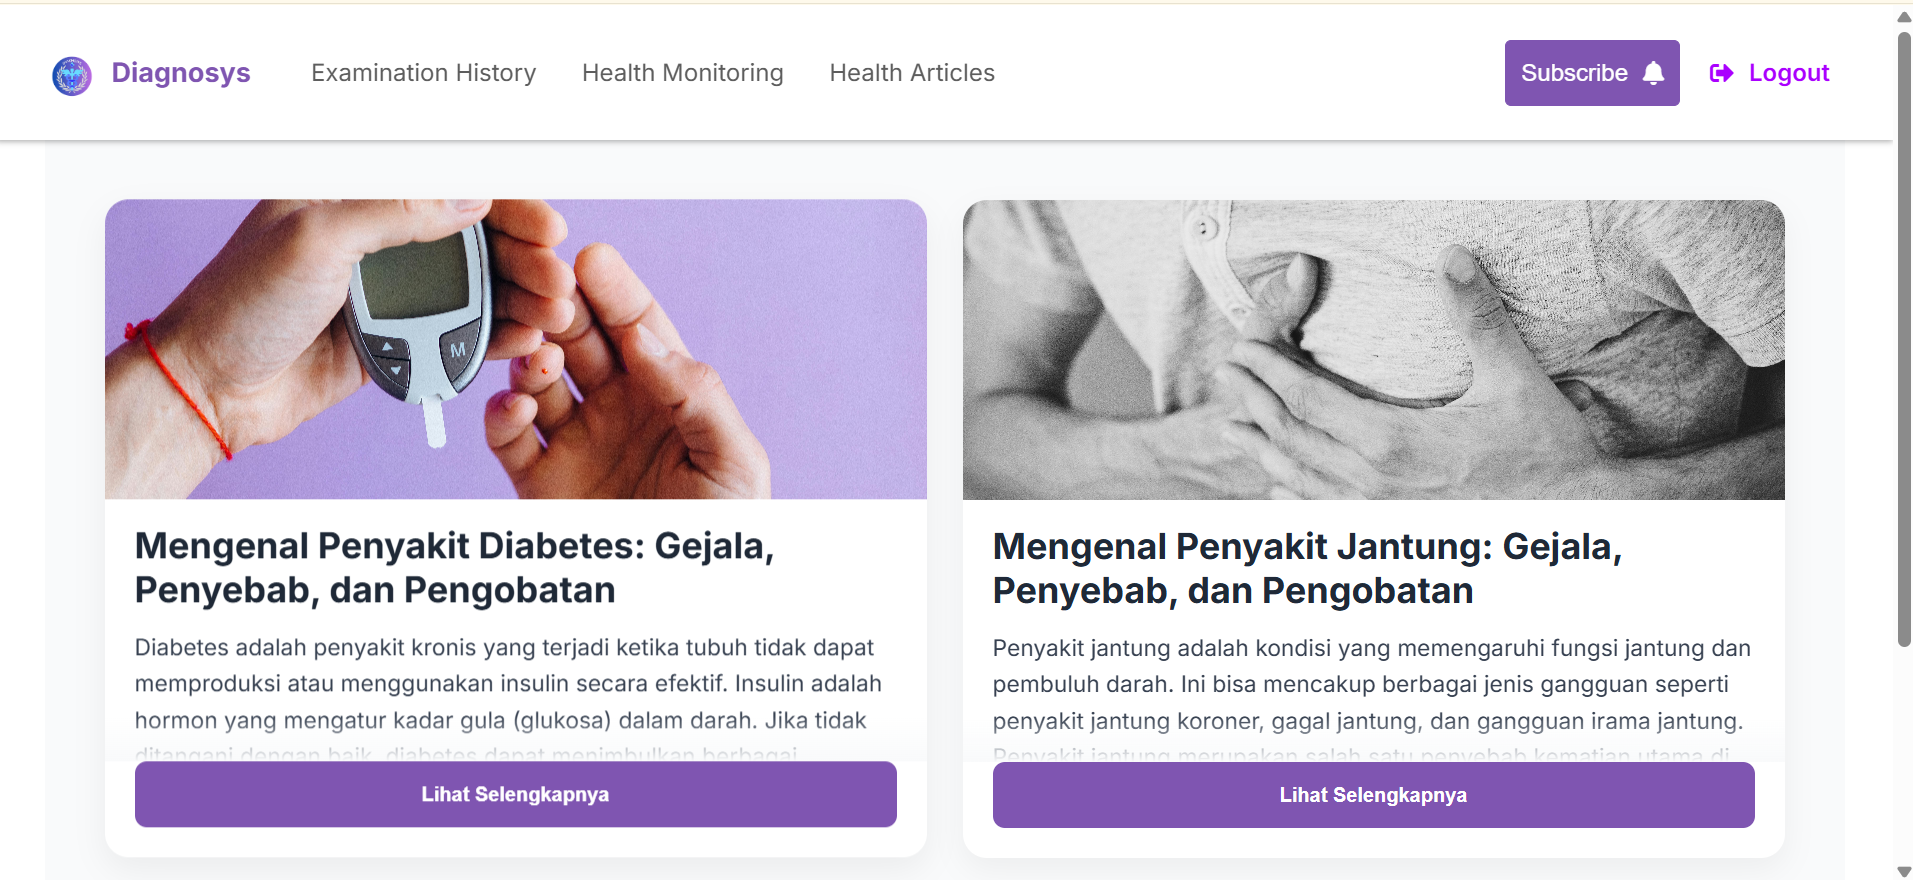 Diagnosys
Examination History
Health Monitoring
Health Articles
Subscribe
Logout
M
Mengenal Penyakit Diabetes: Gejala,
Penyebab, dan Pengobatan
Diabetes adalah penyakit kronis yang terjadi ketika tubuh tidak dapat
memproduksi atau menggunakan insulin secara efektif. Insulin adalah
hormon yang mengatur kadar gula (glukosa) dalam darah. Jika tidak
ditangani dengan baik, diabetes dapat menimbulkan berbagai
Lihat Selengkapnya
Mengenal Penyakit Jantung: Gejala,
Penyebab, dan Pengobatan
Penyakit jantung adalah kondisi yang memengaruhi fungsi jantung dan
pembuluh darah. Ini bisa mencakup berbagai jenis gangguan seperti
penyakit jantung koroner, gagal jantung, dan gangguan irama jantung.
Penyakit jantung merupakan salah satu penyebab kematian utama di
Lihat Selengkapnya